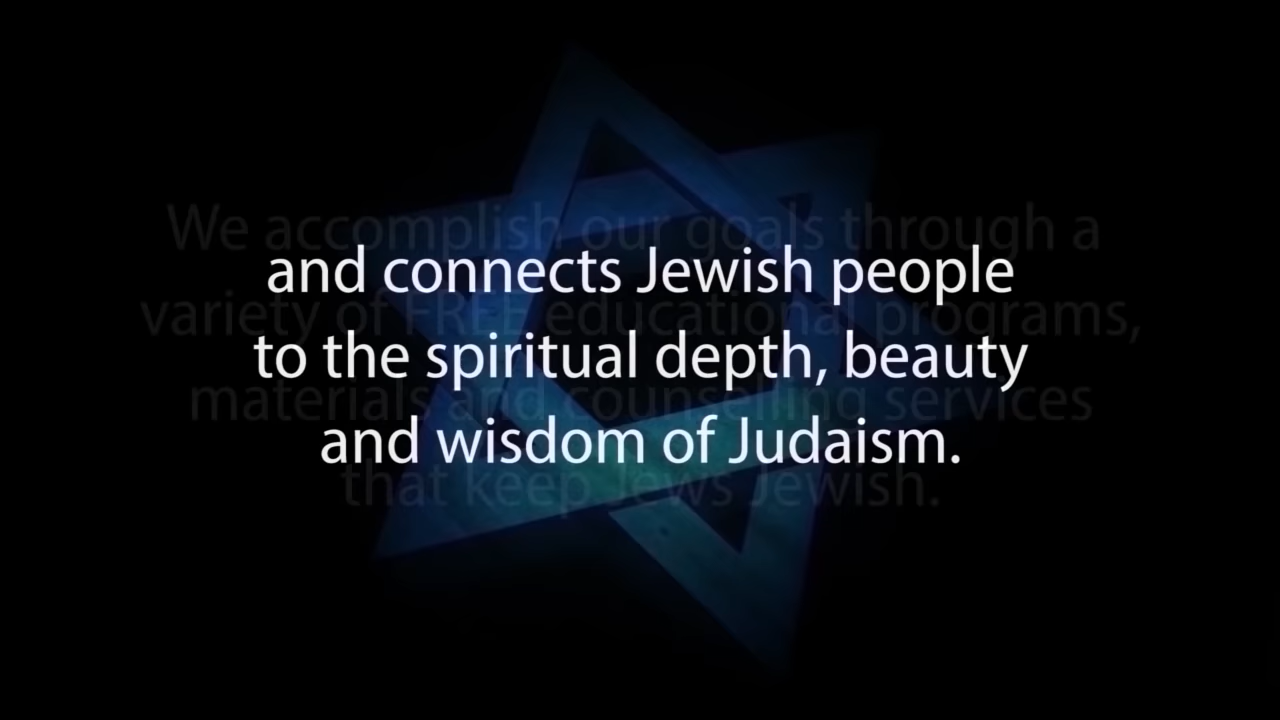 and connects Jewish people
to the spiritual depth, beauty
and wisdom of Judaism.
We accomplish our goals through a
variety of FREE educational programs,
materials and counselling services
that keep Jews Jewish.